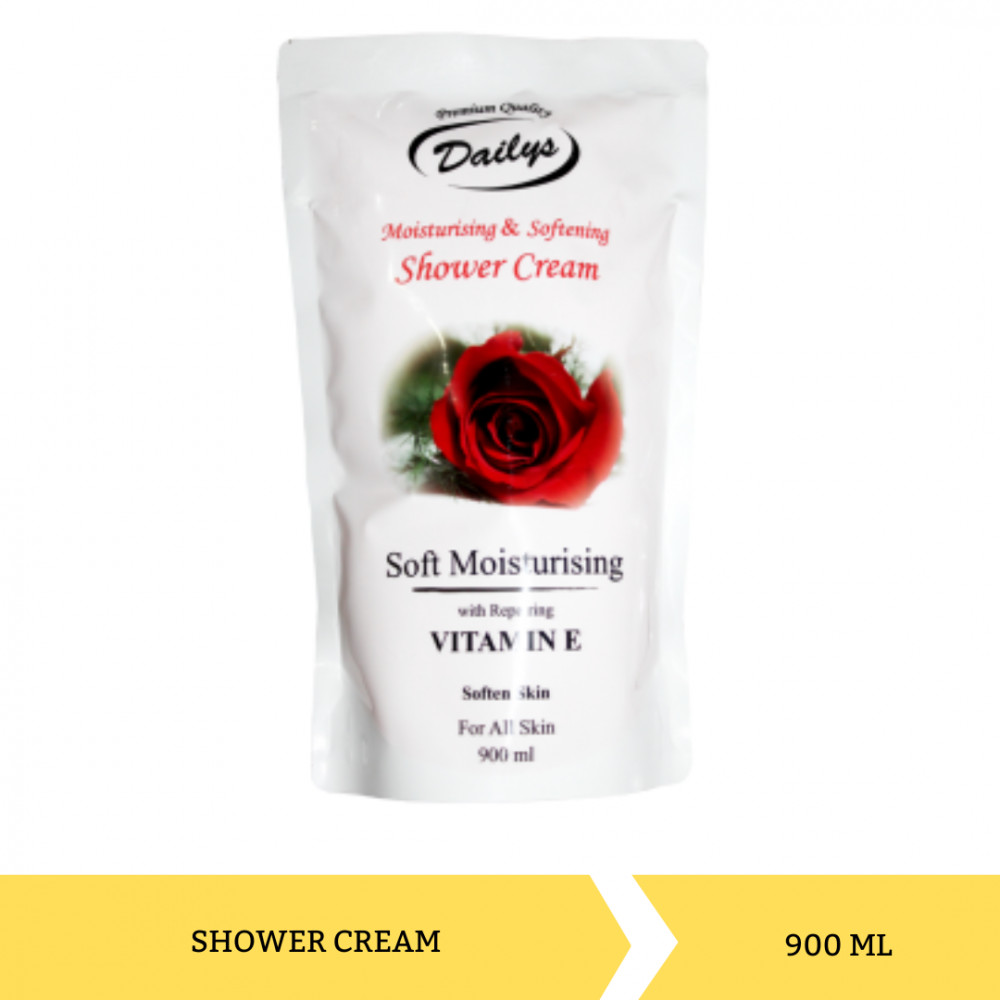 Premium Quality
Dailys
Moisturising & Softening
Shower Cream
Soft Moisturising
with Repairing
VITAMIN E
Soften Skin
For All Skin
900 ml
SHOWER CREAM
900 ML